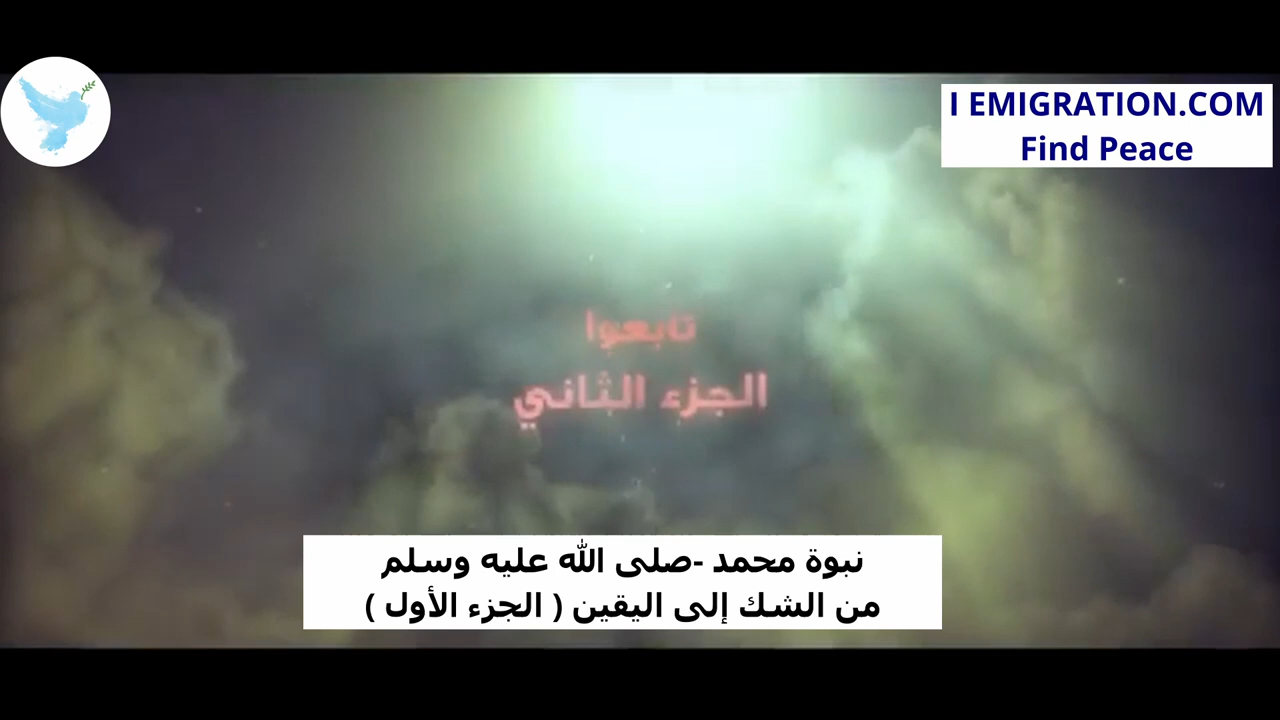 I EMIGRATION.COM
Find Peace
تابعوا
الجزء الثاني
نبوة محمد -صلى الله عليه وسلم
من الشك إلى اليقين ( الجزء الأول )